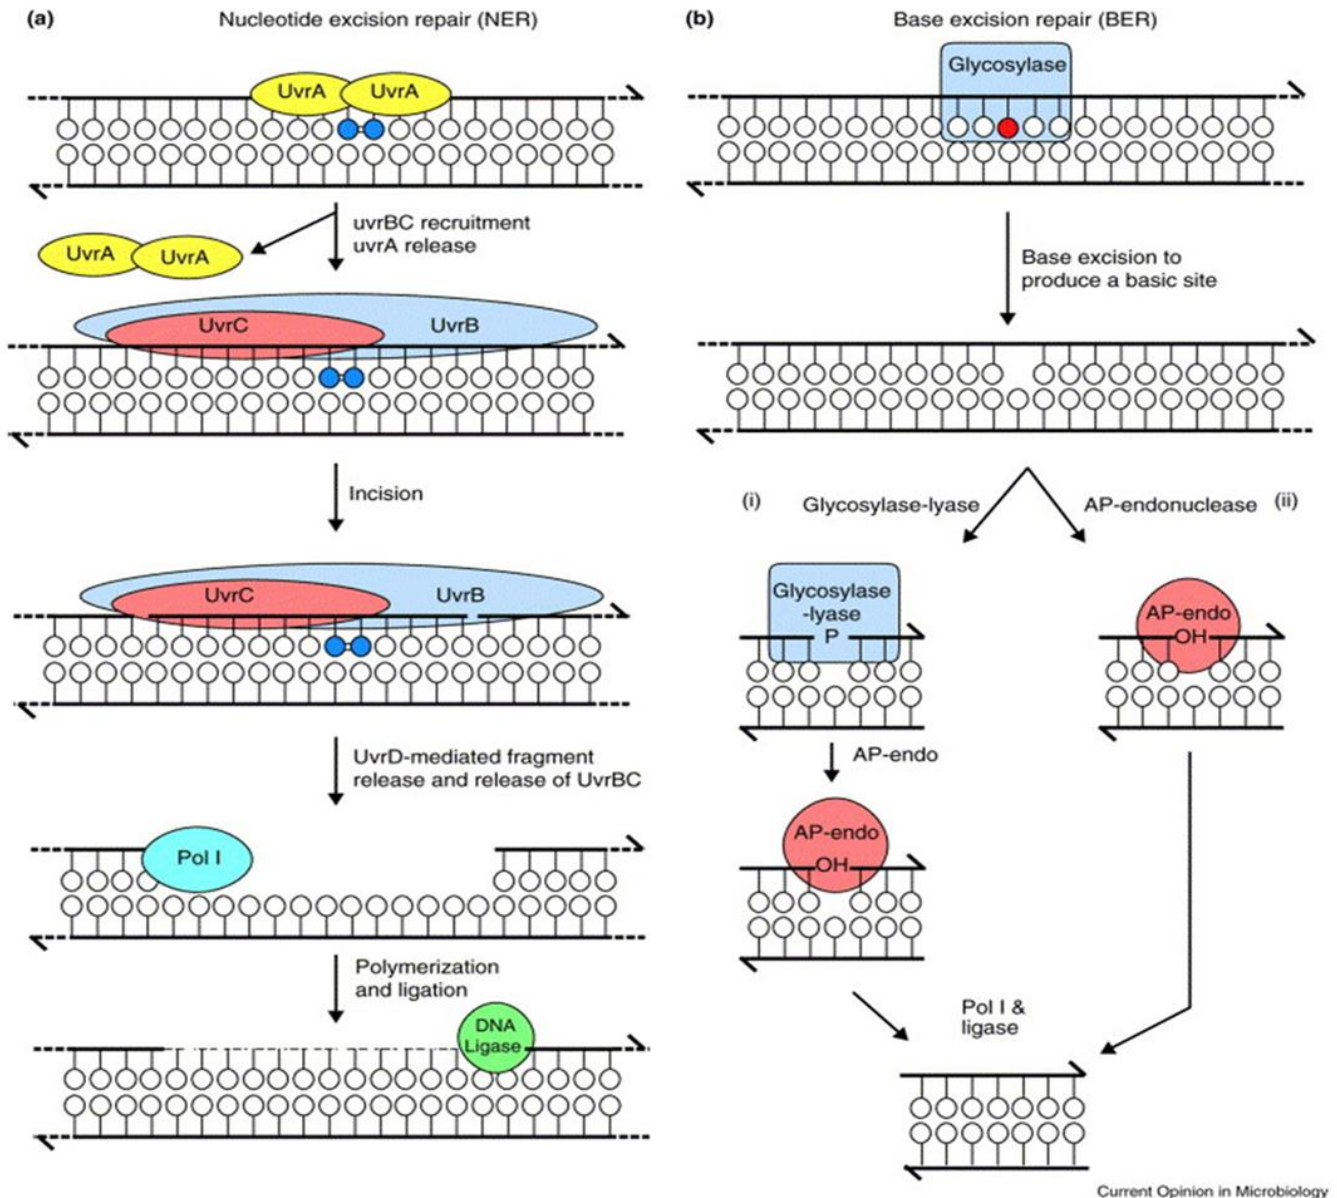 (a)
Nucleotide excision repair (NER)
UvrA
UvrA
uvrBC recruitment
uvrA release
UvrA
UvrA
UvrC
UvrB
Incision
UvrC
UvrB
UvrD-mediated fragment
release and release of UvrBC
Pol I
Polymerization
and ligation
DNA
Ligase
(b)
Base excision repair (BER)
Glycosylase
Base excision to
produce a basic site
(i)
Glycosylase-lyase
AP-endonuclease
(ii)
Glycosylase
-lyase
P
AP-endo
OH
AP-endo
AP-endo
OH
Pol I &
ligase
Current Opinion in Microbiology